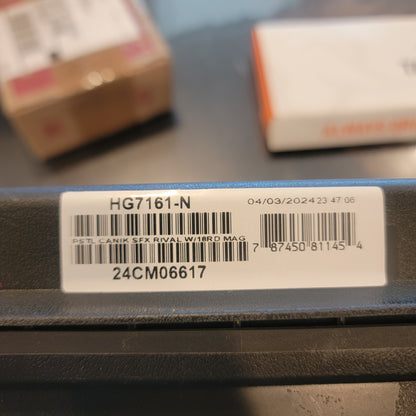 HG7161-N
04/03/2024 23 47 06
PSTL CANIK SFX RIVAL W/18RD MAG
7 87450 81145 4
24CM06617